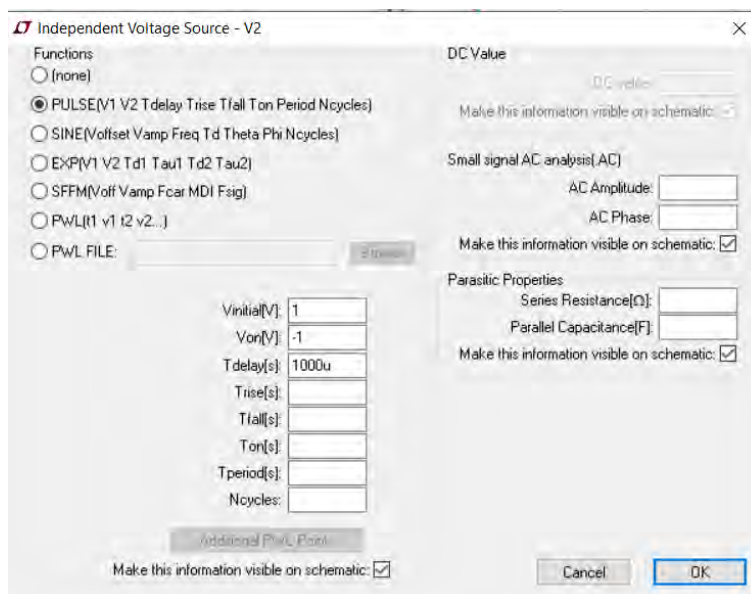 Independent Voltage Source - V2
Functions
(none)
PULSE(V1 V2 Tdelay Trise Tfall Ton Period Ncycles)
SINE(Voffset Vamp Freq Td Theta Phi Ncycles)
EXP(V1 V2 Td1 Tau1 Td2 Tau2)
SFFM(Voff Vamp Fcar MDI Fsig)
PWL(t1 v1 t2 v2...)
PWL FILE: Browse
Vinitial[V]: 1
Von[V]: -1
Tdelay[s]: 1000u
Trise[s]:
Tfall[s]:
Ton[s]:
Tperiod[s]:
Ncycles:
Additional PWL Points
Make this information visible on schematic:
DC Value
DC value:
Make this information visible on schematic:
Small signal AC analysis(.AC)
AC Amplitude:
AC Phase:
Make this information visible on schematic:
Parasitic Properties
Series Resistance[Ω]:
Parallel Capacitance[F]:
Make this information visible on schematic:
Cancel OK